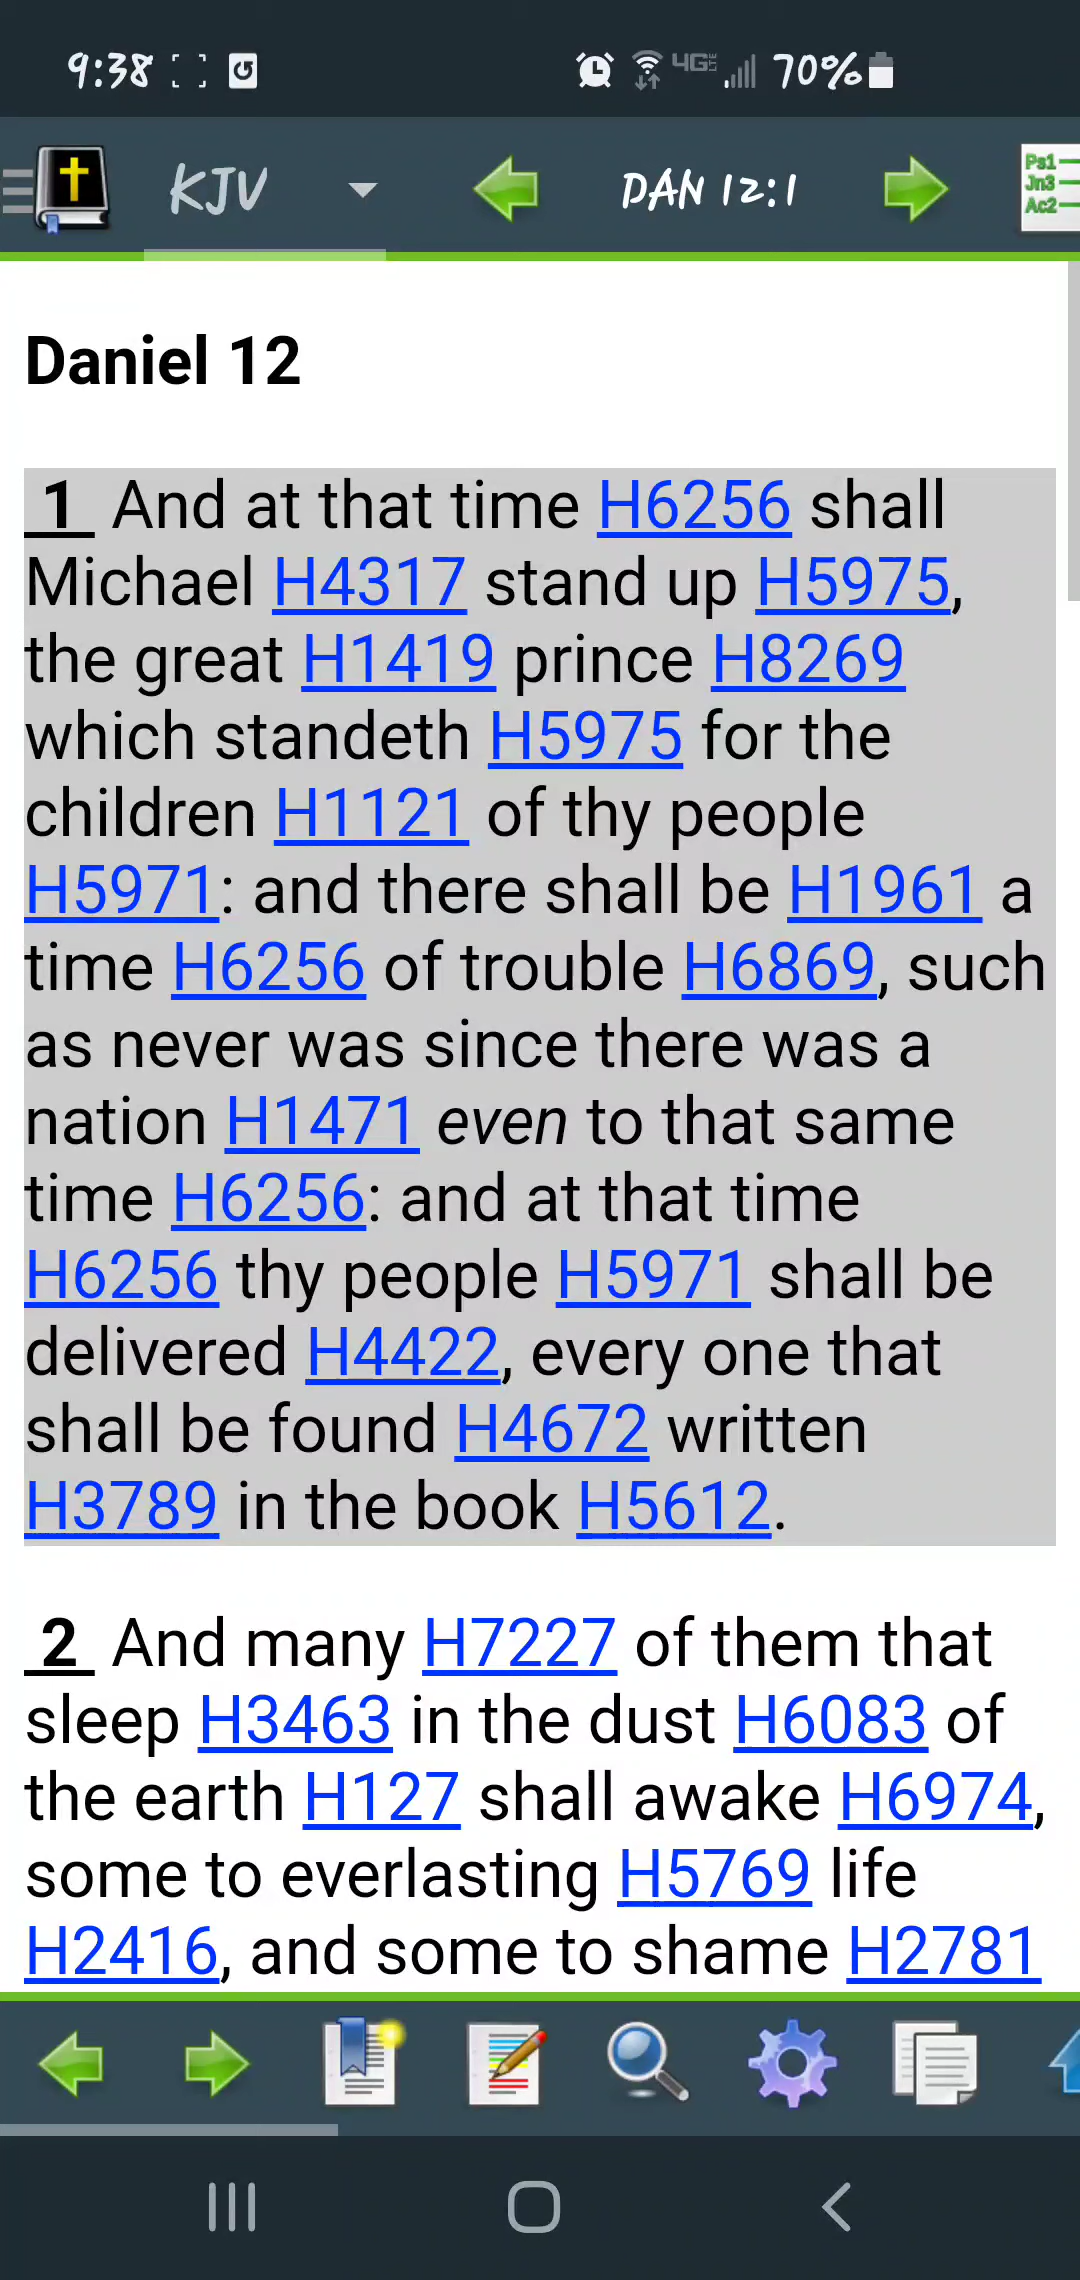 9:38 4G LTE 70%
KJV DAN 12:1 Ps1
Jn3
Ac2
Daniel 12
1 And at that time H6256 shall
Michael H4317 stand up H5975,
the great H1419 prince H8269
which standeth H5975 for the
children H1121 of thy people
H5971: and there shall be H1961 a
time H6256 of trouble H6869, such
as never was since there was a
nation H1471 even to that same
time H6256: and at that time
H6256 thy people H5971 shall be
delivered H4422, every one that
shall be found H4672 written
H3789 in the book H5612.
2 And many H7227 of them that
sleep H3463 in the dust H6083 of
the earth H127 shall awake H6974,
some to everlasting H5769 life
H2416, and some to shame H2781